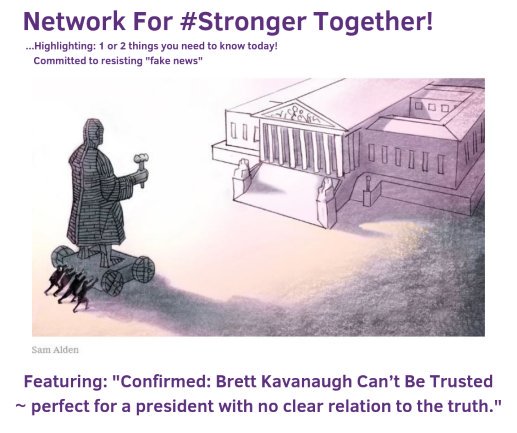 Network For #Stronger Together!
...Highlighting: 1 or 2 things you need to know today!
Committed to resisting "fake news"
Sam Alden
Featuring: "Confirmed: Brett Kavanaugh Can’t Be Trusted
~ perfect for a president with no clear relation to the truth."